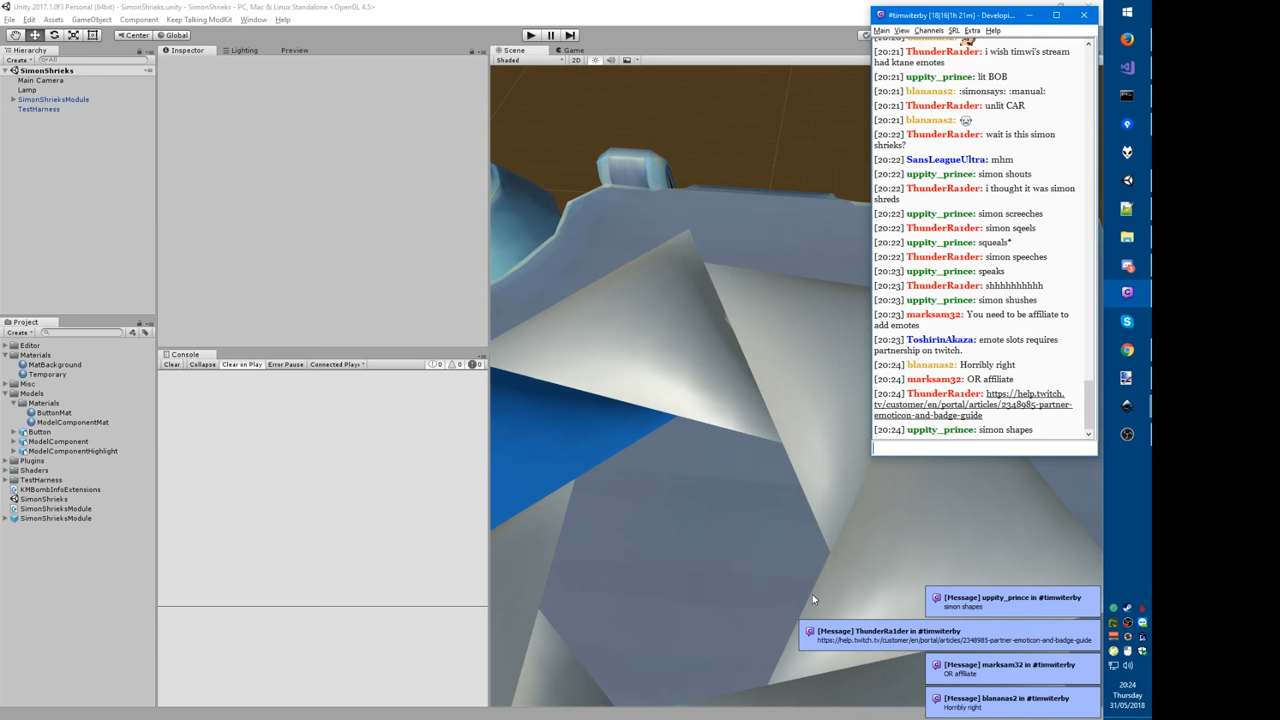 Unity 2017.1.0f3 Personal (64bit) - SimonShrieks.unity - SimonShrieks - PC, Mac & Linux Standalone <OpenGL 4.5>
File Edit Assets GameObject Component Keep Talking ModKit Window Help
Center Global
Hierarchy
Create All
SimonShrieks
Main Camera
Lamp
SimonShrieksModule
TestHarness
Inspector Lighting Preview
Scene Game
Shaded 2D
Project
Create
Editor
Materials
MatBackground
Temporary
Misc
Models
Materials
ButtonMat
ModelComponentMat
Button
ModelComponent
ModelComponentHighlight
Plugins
Shaders
TestHarness
KMBombInfoExtensions
SimonShrieks
SimonShrieksModule
SimonShrieksModule
Console
Clear Collapse Clear on Play Error Pause Connected Player 0 0 0
#timwiterby [18|16|1h 21m] - Developi...
Main View Channels SRL Extra Help
[20:21] ThunderRa1der: i wish timwi's stream
had ktane emotes
[20:21] uppity_prince: lit BOB
[20:21] blananas2: :simonsays: :manual:
[20:21] ThunderRa1der: unlit CAR
[20:21] blananas2:
[20:22] ThunderRa1der: wait is this simon
shrieks?
[20:22] SansLeagueUltra: mhm
[20:22] uppity_prince: simon shouts
[20:22] ThunderRa1der: i thought it was simon
shreds
[20:22] uppity_prince: simon screeches
[20:22] ThunderRa1der: simon sqeels
[20:22] uppity_prince: squeals*
[20:22] ThunderRa1der: simon speeches
[20:23] uppity_prince: speaks
[20:23] ThunderRa1der: shhhhhhhhhh
[20:23] uppity_prince: simon shushes
[20:23] marksam32: You need to be affiliate to
add emotes
[20:23] ToshirinAkaza: emote slots requires
partnership on twitch.
[20:24] blananas2: Horribly right
[20:24] marksam32: OR affiliate
[20:24] ThunderRa1der: https://help.twitch.
tv/customer/en/portal/articles/2348985-partner-
emoticon-and-badge-guide
[20:24] uppity_prince: simon shapes
[Message] uppity_prince in #timwiterby
simon shapes
[Message] ThunderRa1der in #timwiterby
https://help.twitch.tv/customer/en/portal/articles/2348985-partner-emoticon-and-badge-guide
[Message] marksam32 in #timwiterby
OR affiliate
[Message] blananas2 in #timwiterby
Horribly right
20:24
Thursday
31/05/2018